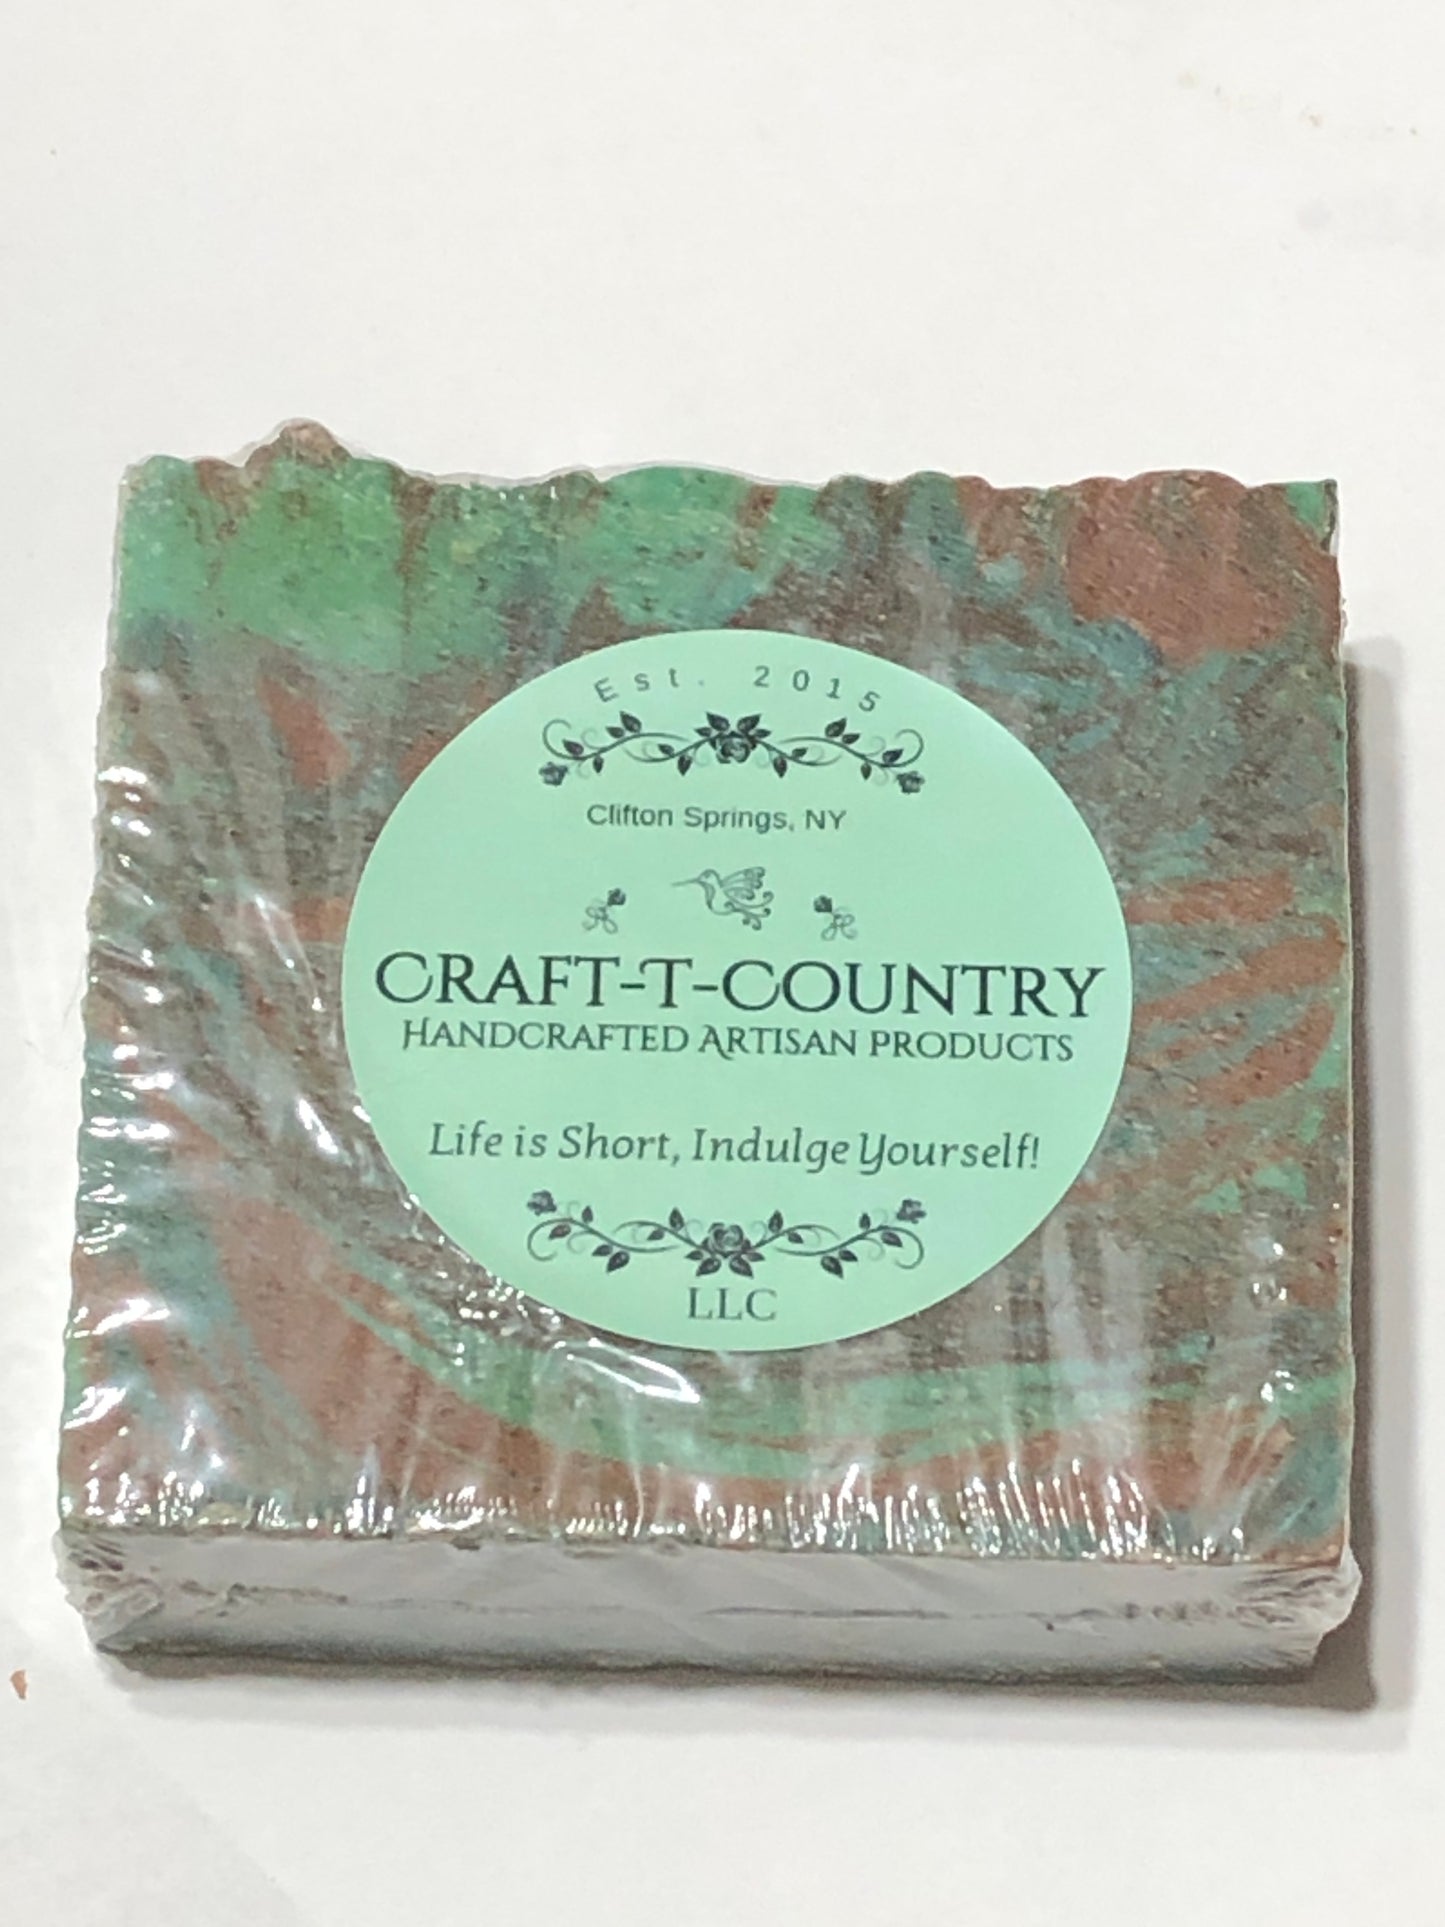 Est. 2015
Clifton Springs, NY
CRAFT-T-COUNTRY
HANDCRAFTED ARTISAN PRODUCTS
Life is Short, Indulge Yourself!
LLC